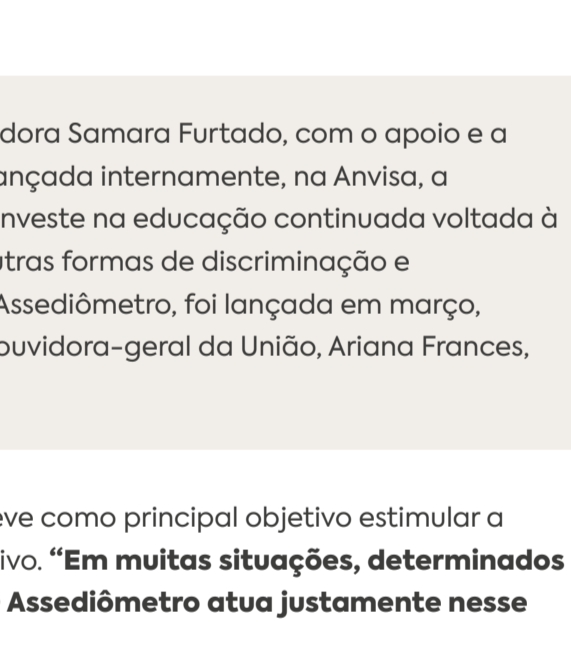 dora Samara Furtado, com o apoio e a
ançada internamente, na Anvisa, a
nveste na educação continuada voltada à
utras formas de discriminação e
Assediômetro, foi lançada em março,
ouvidora-geral da União, Ariana Frances,
eve como principal objetivo estimular a
ivo. “Em muitas situações, determinados
Assediômetro atua justamente nesse